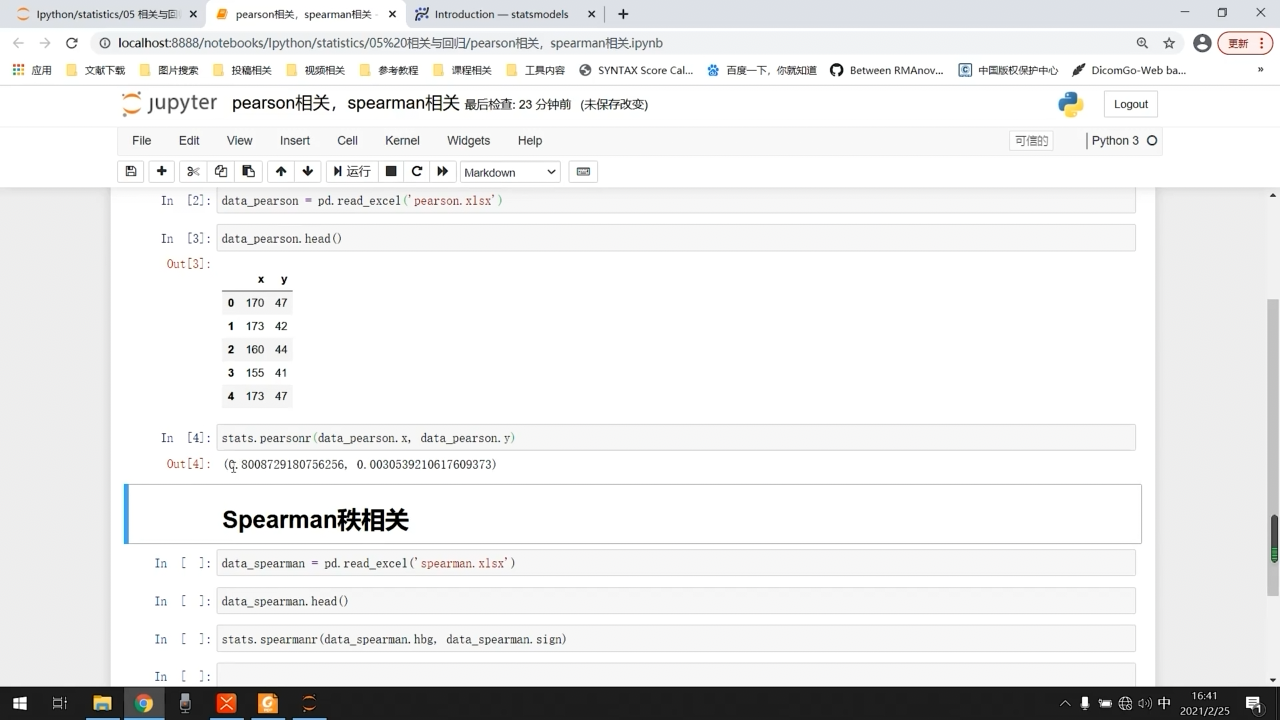 Ipython/statistics/05 相关与回
pearson相关，spearman相关 -
Introduction — statsmodels
localhost:8888/notebooks/Ipython/statistics/05%20相关与回归/pearson相关，spearman相关.ipynb
更新
应用 文献下载 图片搜索 投稿相关 视频相关 参考教程 课程相关 工具内容 SYNTAX Score Cal... 百度一下，你就知道 Between RMAnov... 中国版权保护中心 DicomGo-Web ba... »
jupyter pearson相关，spearman相关 最后检查: 23 分钟前 (未保存改变) Logout
File Edit View Insert Cell Kernel Widgets Help 可信的 Python 3
运行 Markdown
In [2]: data_pearson = pd.read_excel('pearson.xlsx')
In [3]: data_pearson.head()
Out[3]:
x y
0 170 47
1 173 42
2 160 44
3 155 41
4 173 47
In [4]: stats.pearsonr(data_pearson.x, data_pearson.y)
Out[4]: (0.8008729180756256, 0.0030539210617609373)
Spearman秩相关
In [ ]: data_spearman = pd.read_excel('spearman.xlsx')
In [ ]: data_spearman.head()
In [ ]: stats.spearmanr(data_spearman.hbg, data_spearman.sign)
In [ ]:
中 16:41
2021/2/25